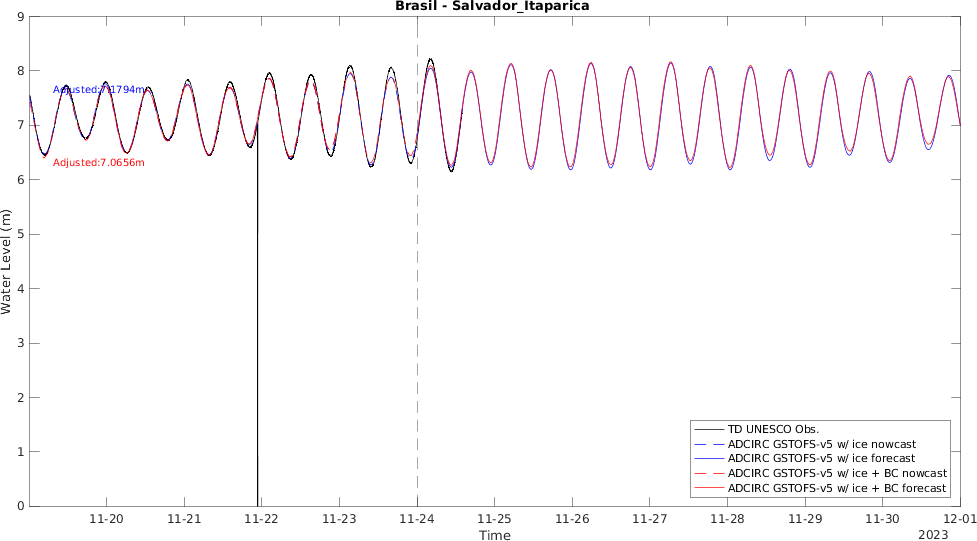 Brasil - Salvador_Itaparica
9
8
7
6
5
4
3
2
1
0
Water Level (m)
Adjusted:7.1794m
Adjusted:7.0656m
TD UNESCO Obs.
ADCIRC GSTOFS-v5 w/ ice nowcast
ADCIRC GSTOFS-v5 w/ ice forecast
ADCIRC GSTOFS-v5 w/ ice + BC nowcast
ADCIRC GSTOFS-v5 w/ ice + BC forecast
11-20 11-21 11-22 11-23 11-24 11-25 11-26 11-27 11-28 11-29 11-30 12-01
Time
2023